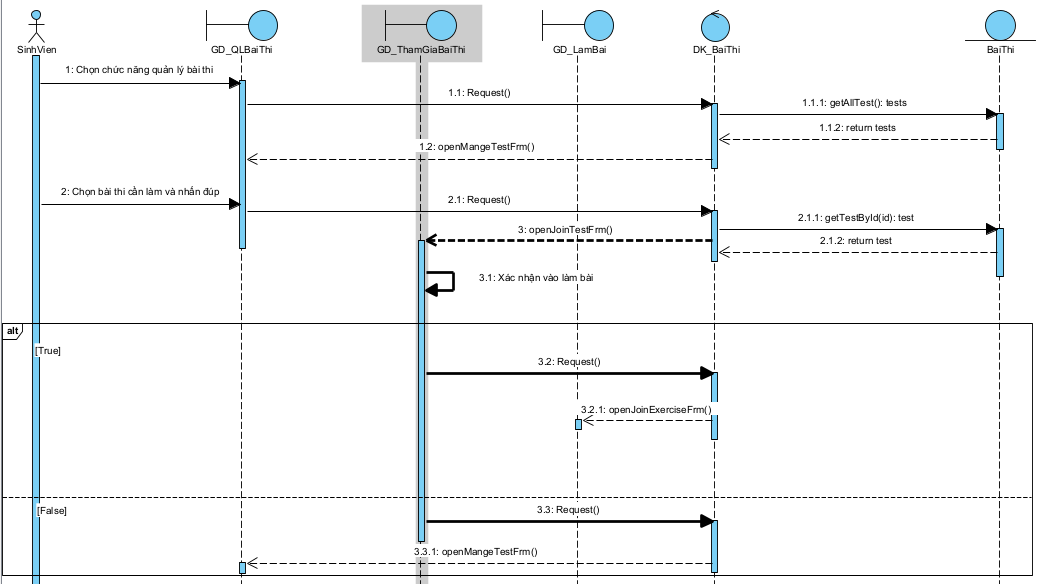 SinhVien
GD_QLBaiThi
GD_ThamGiaBaiThi
GD_LamBai
DK_BaiThi
BaiThi
1: Chọn chức năng quản lý bài thi
1.1: Request()
1.1.1: getAllTest(): tests
1.1.2: return tests
1.2: openMangeTestFrm()
2: Chọn bài thi cần làm và nhấn đúp
2.1: Request()
2.1.1: getTestById(id): test
3: openJoinTestFrm()
2.1.2: return test
3.1: Xác nhận vào làm bài
alt
[True]
3.2: Request()
3.2.1: openJoinExerciseFrm()
[False]
3.3: Request()
3.3.1: openMangeTestFrm()